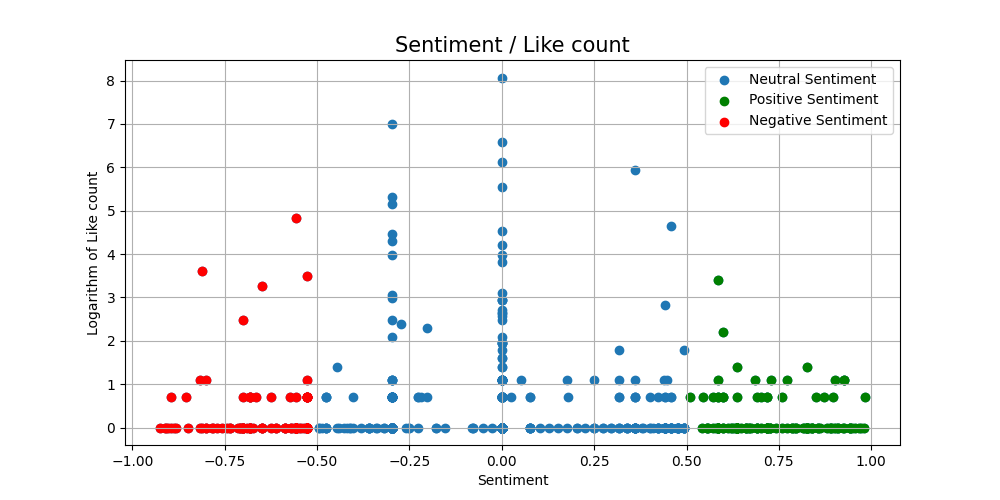 Sentiment / Like count
Neutral Sentiment
Positive Sentiment
Negative Sentiment
Logarithm of Like count
8
7
6
5
4
3
2
1
0
−1.00 −0.75 −0.50 −0.25 0.00 0.25 0.50 0.75 1.00
Sentiment